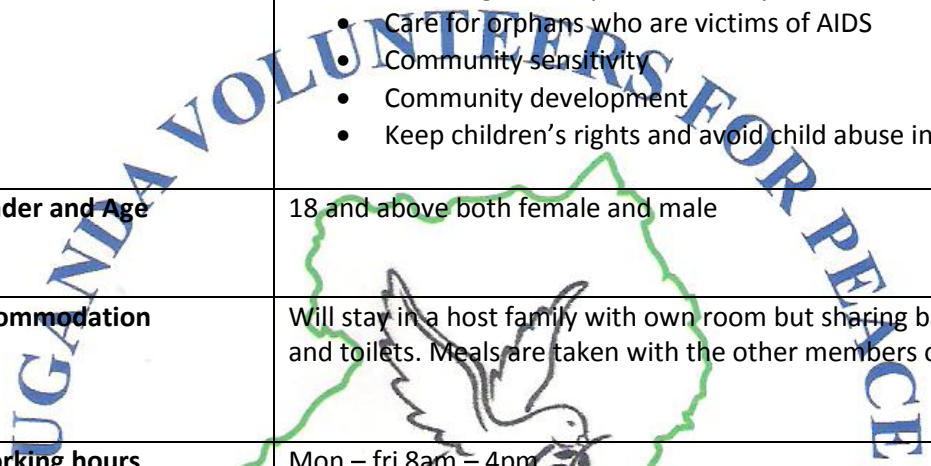 Care for orphans who are victims of AIDS
Community sensitivity
Community development
Keep children's rights and avoid child abuse in
and Age 18 and above both female and male
Will stay in a host family with own room but sharing
and toilets. Meals are taken with the other members
hours Mon – fri 8am – 4pm
UGANDA VOLUNTEERS FOR PEACE